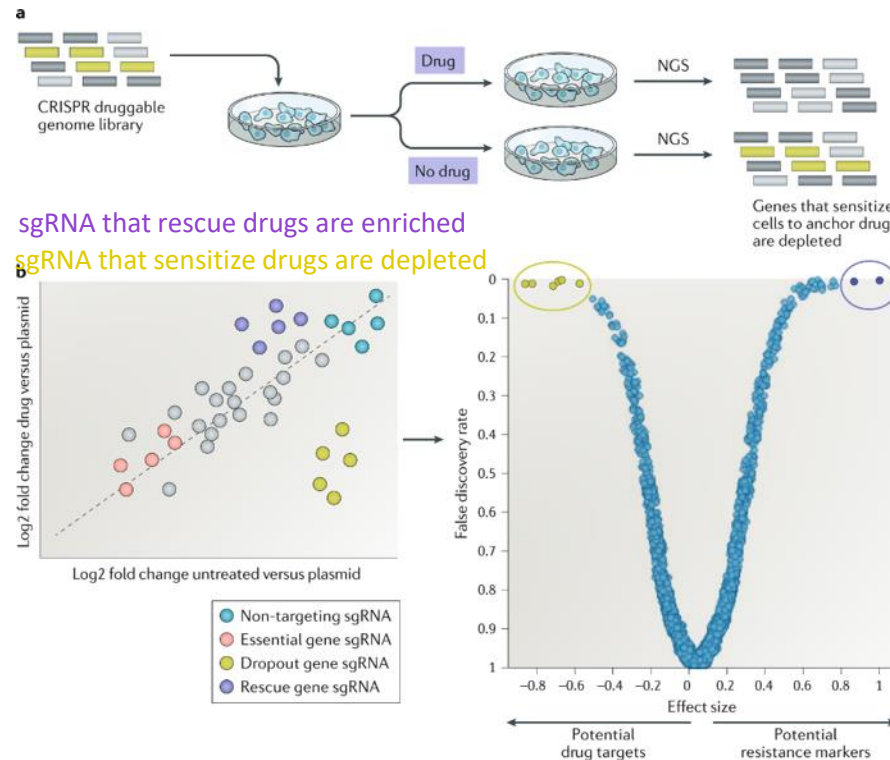 a
CRISPR druggable
genome library
Drug
No drug
NGS
NGS
Genes that sensitize
cells to anchor drug
are depleted
sgRNA that rescue drugs are enriched
sgRNA that sensitize drugs are depleted
b
Log2 fold change drug versus plasmid
Log2 fold change untreated versus plasmid
Non-targeting sgRNA
Essential gene sgRNA
Dropout gene sgRNA
Rescue gene sgRNA
False discovery rate
0
0.1
0.2
0.3
0.4
0.5
0.6
0.7
0.8
0.9
1
−0.8 −0.6 −0.4 −0.2 0 0.2 0.4 0.6 0.8 1
Effect size
Potential
drug targets
Potential
resistance markers